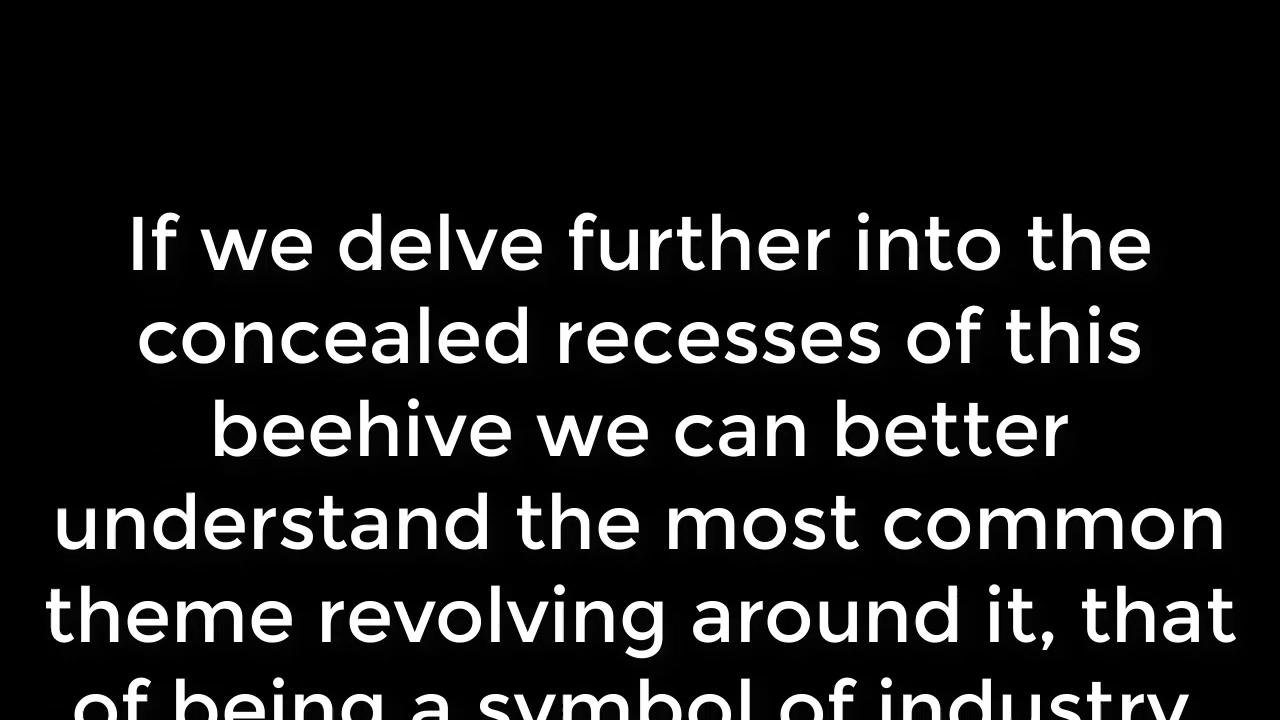 If we delve further into the
concealed recesses of this
beehive we can better
understand the most common
theme revolving around it, that
of being a symbol of industry